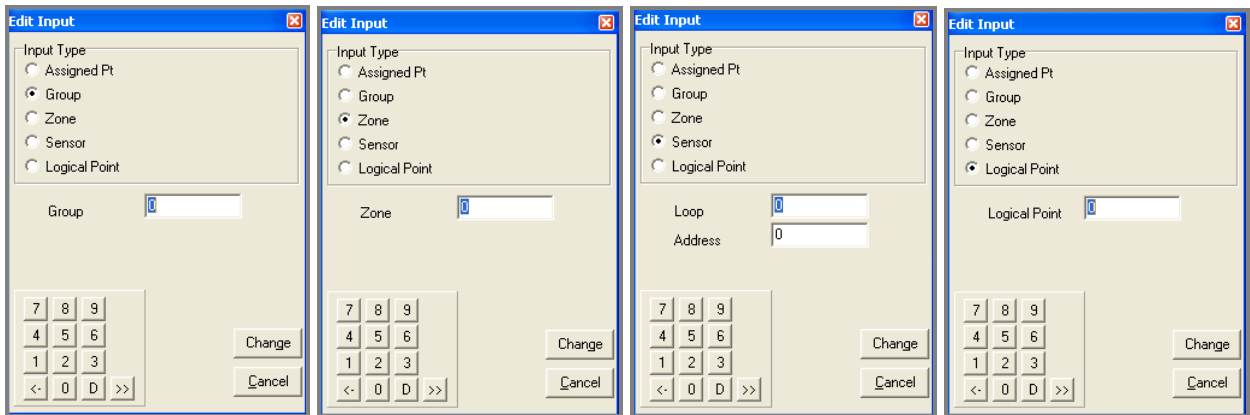 Edit Input
Input Type
Assigned Pt
Group
Zone
Sensor
Logical Point
Group 0
7 8 9
4 5 6
1 2 3
<- 0 D >>
Change
Cancel
Edit Input
Input Type
Assigned Pt
Group
Zone
Sensor
Logical Point
Zone 0
7 8 9
4 5 6
1 2 3
<- 0 D >>
Change
Cancel
Edit Input
Input Type
Assigned Pt
Group
Zone
Sensor
Logical Point
Loop 0
Address 0
7 8 9
4 5 6
1 2 3
<- 0 D >>
Change
Cancel
Edit Input
Input Type
Assigned Pt
Group
Zone
Sensor
Logical Point
Logical Point 0
7 8 9
4 5 6
1 2 3
<- 0 D >>
Change
Cancel